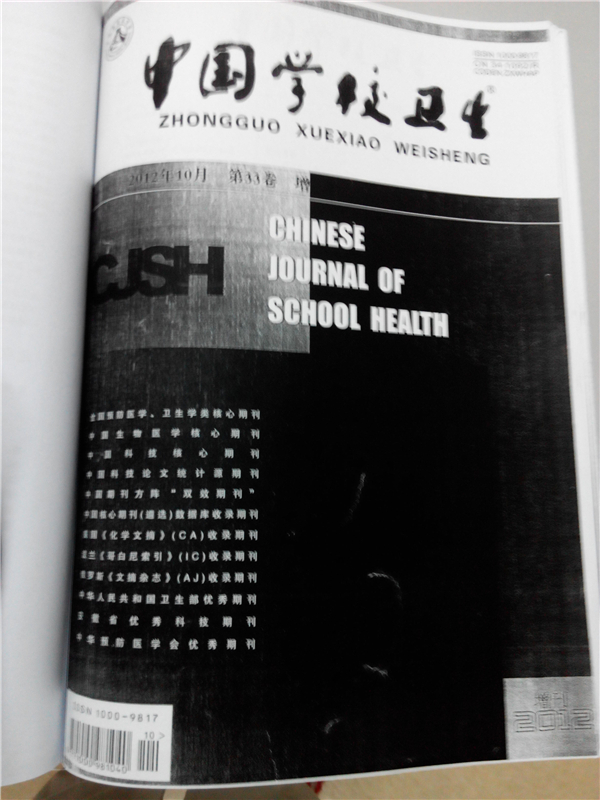 中国学校卫生®
ZHONGGUO XUEXIAO WEISHENG
ISSN 1000-9817
2012年10月 第33卷 增
CJSH
CHINESE
JOURNAL OF
SCHOOL HEALTH
全国预防医学、卫生学类核心期刊
中国生物医学核心期刊
中国科技核心期刊
中国科技论文统计源期刊
中国期刊方阵“双效期刊”
中国核心期刊(遴选)数据库收录期刊
美国《化学文摘》(CA)收录期刊
波兰《哥白尼索引》(IC)收录期刊
俄罗斯《文摘杂志》(AJ)收录期刊
中华人民共和国卫生部优秀期刊
安徽省优秀科技期刊
中华预防医学会优秀期刊
ISSN 1000-9817
10>
增刊
2012